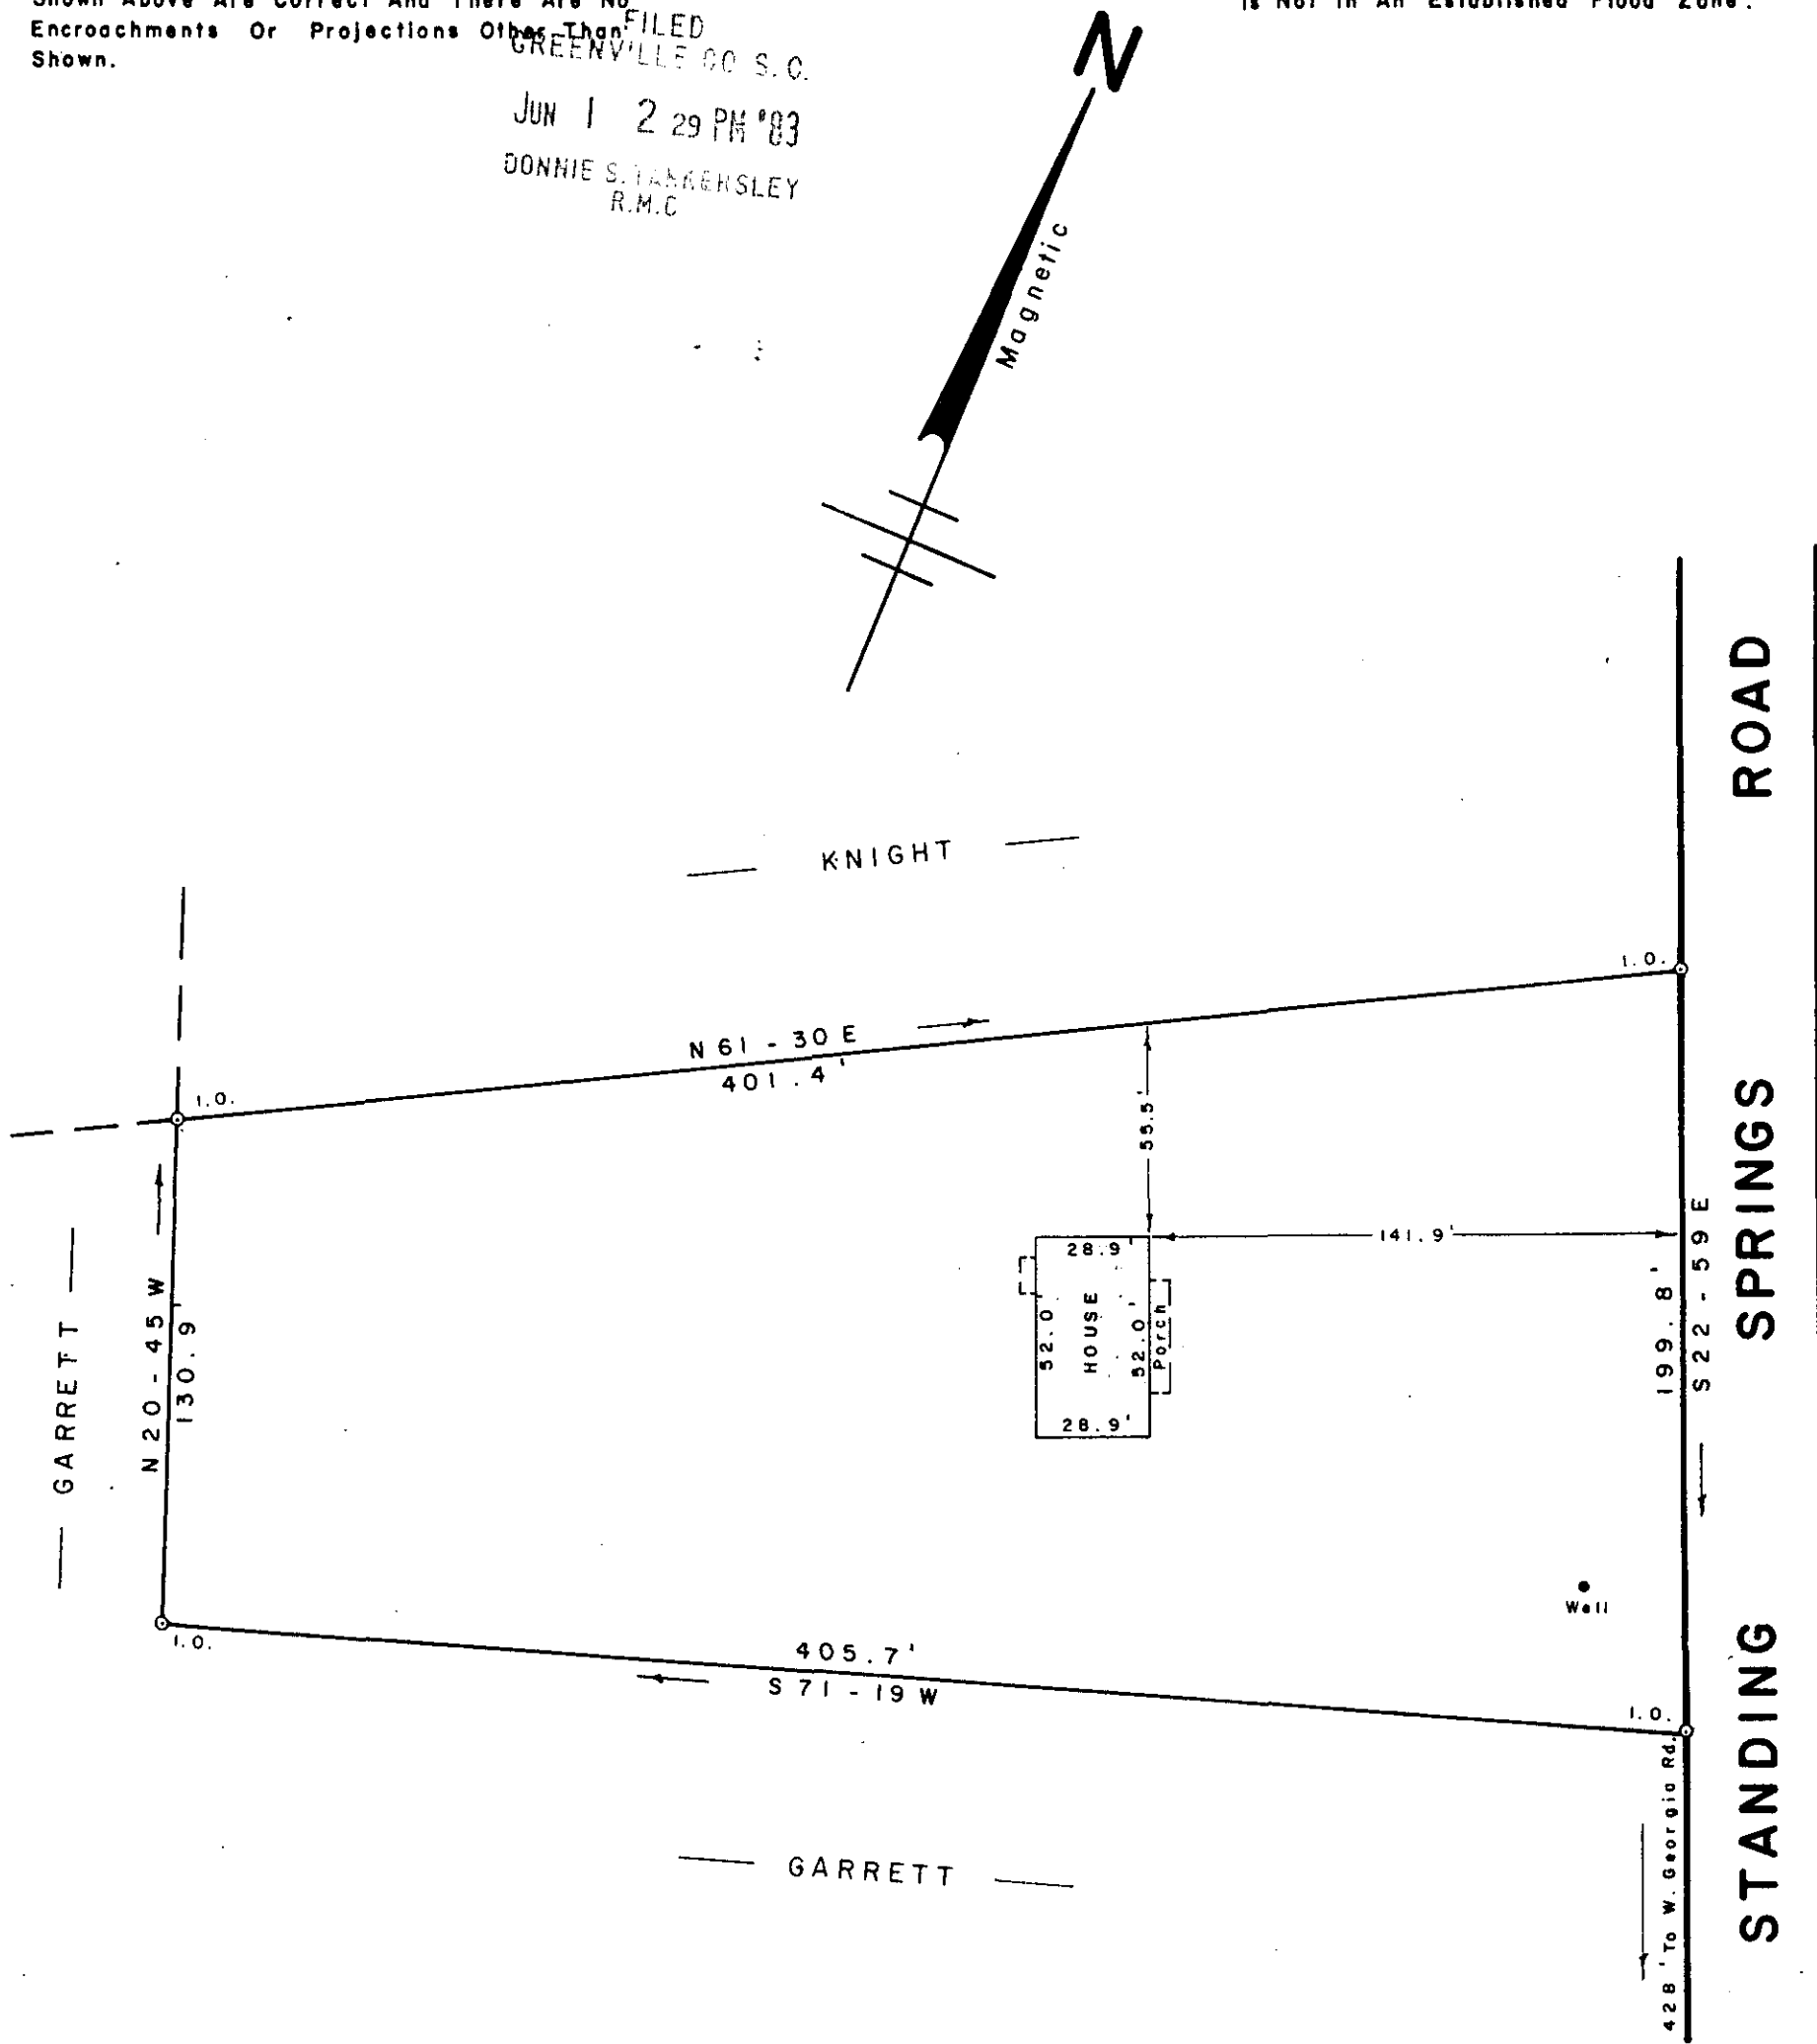 Shown Above Are Correct And There Are No
Encroachments Or Projections Other Than
Shown.
Is Not In An Established Flood Zone.
FILED
GREENVILLE CO S.C.
JUN 1 2 29 PM '83
DONNIE S. TANKERSLEY
R.M.C
N
Magnetic
KNIGHT
ROAD
I.O.
N 61 - 30 E
401.4'
I.O.
55.5'
GARRETT
N 20 - 45 W
130.9'
28.9'
52.0'
HOUSE
52.0'
Porch
28.9'
141.9'
199.8'
S 22 - 59 E
SPRINGS
Well
405.7'
S 71 - 19 W
I.O.
I.O.
GARRETT
428' To W. Georgia Rd.
STANDING